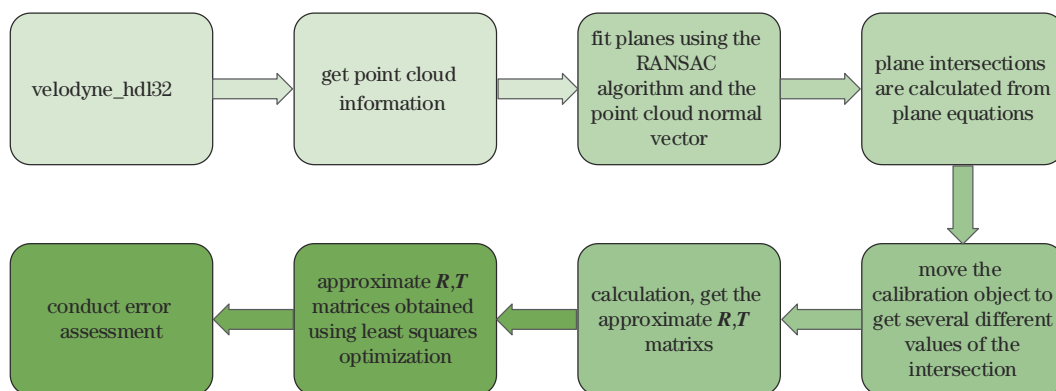 velodyne_hdl32
get point cloud
information
fit planes using the
RANSAC
algorithm and the
point cloud normal
vector
plane intersections
are calculated from
plane equations
move the
calibration object to
get several different
values of the
intersection
calculation, get the
approximate R,T
matrixs
approximate R,T
matrices obtained
using least squares
optimization
conduct error
assessment